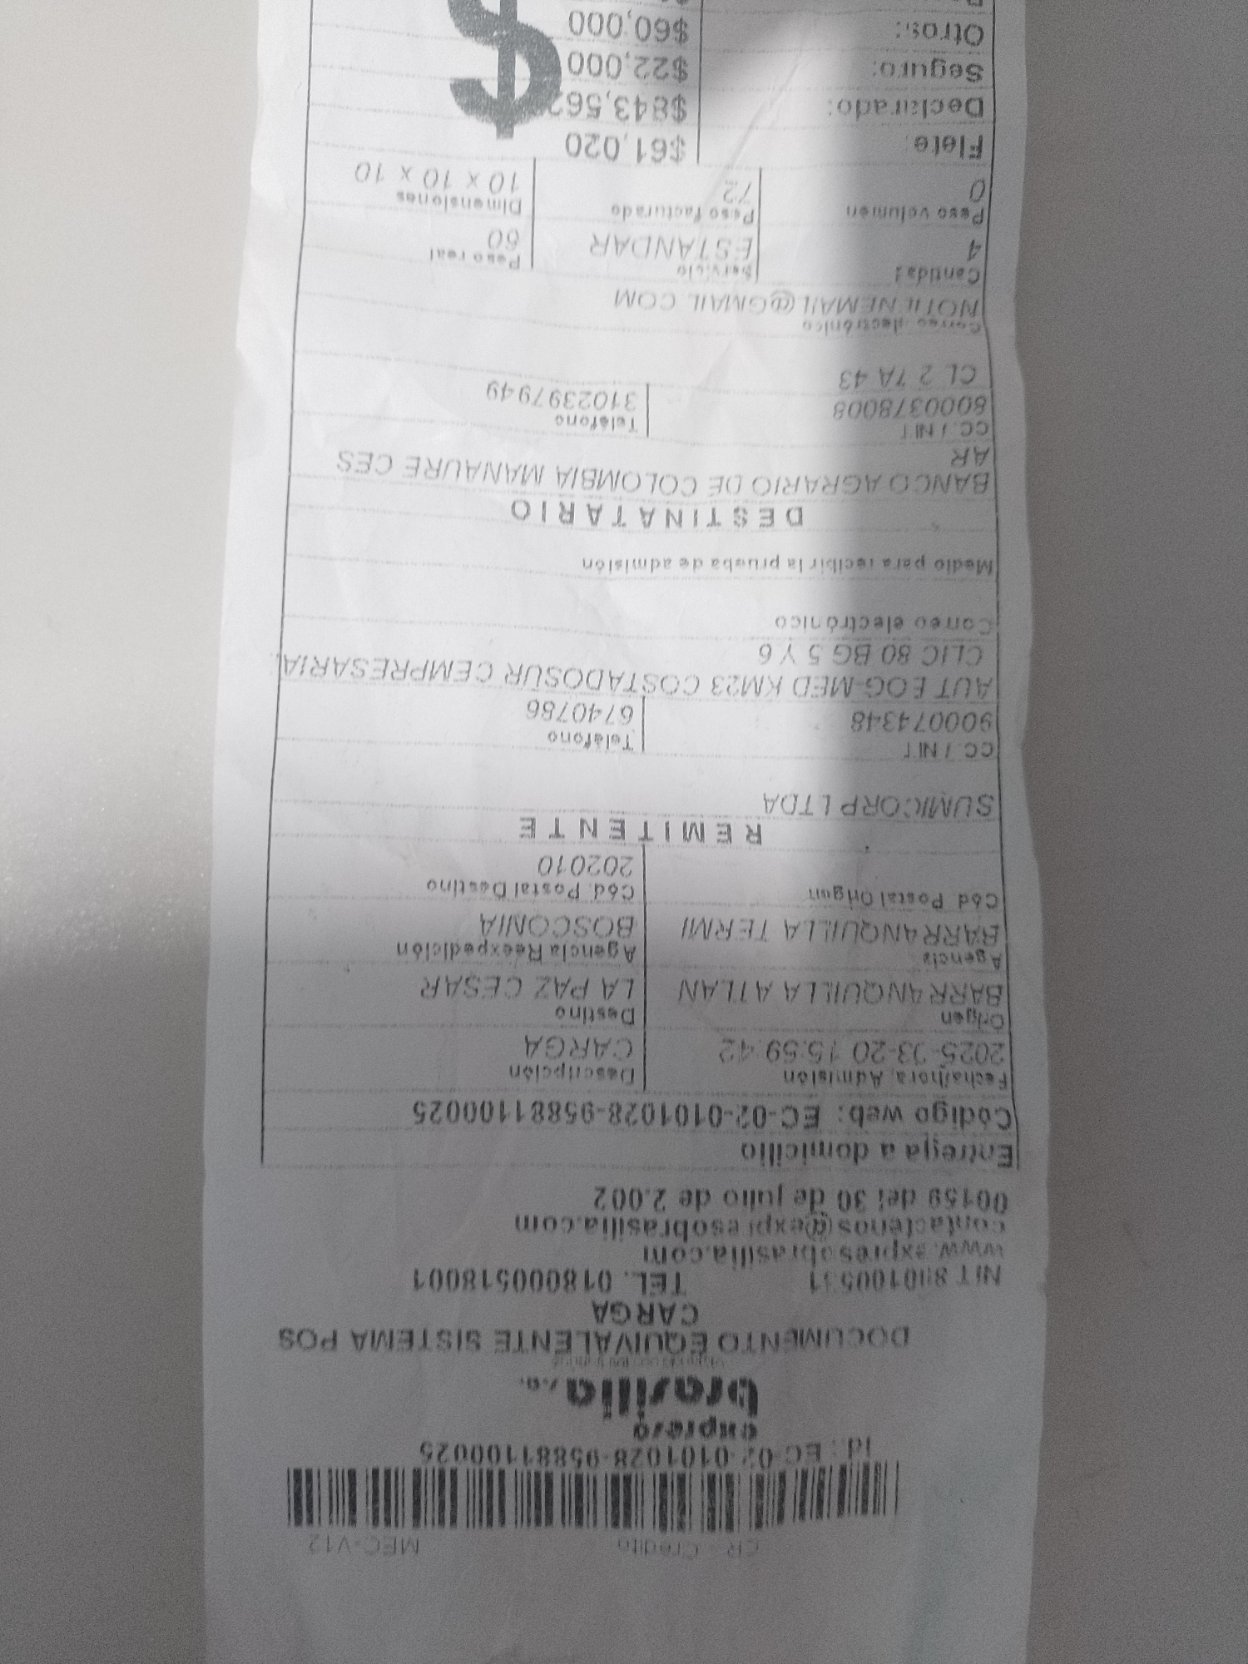 CR - Credito MEC-V12
Id : EC-02-0101028-95881100025
expreso
brasilia s.a.
DOCUMENTO EQUIVALENTE SISTEMA POS
CARGA
TEL. 018000518001
www.expresobrasilia.com
contactenos@expresobrasilia.com
00159 del 30 de julio de 2.002
Entrega a domicilio
Código web: EC-02-0101028-95881100025
Fecha/hora, Admisión Descripción
2025-03-20 15:59:42 CARGA
Origen Destino
BARRANQUILLA ATLAN LA PAZ CESAR
Agencia Agencia Reexpedición
BARRANQUILLA TERMI BOSCONIA
Cód. Postal Origen Cód. Postal Destino
202010
REMITENTE
SUMICORP LTDA
CC. / NIT Teléfono
900074348 6740786
AUT EOG-MED KM23 COSTADOSUR CEMPRESARIA
CLIC 80 BG 5 Y 6
Correo electrónico
Medio para recibir la prueba de admisión
DESTINATARIO
BANCO AGRARIO DE COLOMBIA MANAURE CES
AR
CC. / NIT Teléfono
8000378008 3102397949
CL 2 7A 43
Correo electrónico
NOTIENEMAIL@GMAIL.COM
Cantidad Servicio Peso real
4 ESTANDAR 60
Peso volumen Peso facturado Dimensiones
0 72 10 x 10 x 10
Flete: $61,020
Declarado: $843,562
Seguro: $22,000
Otros: $60,000
$